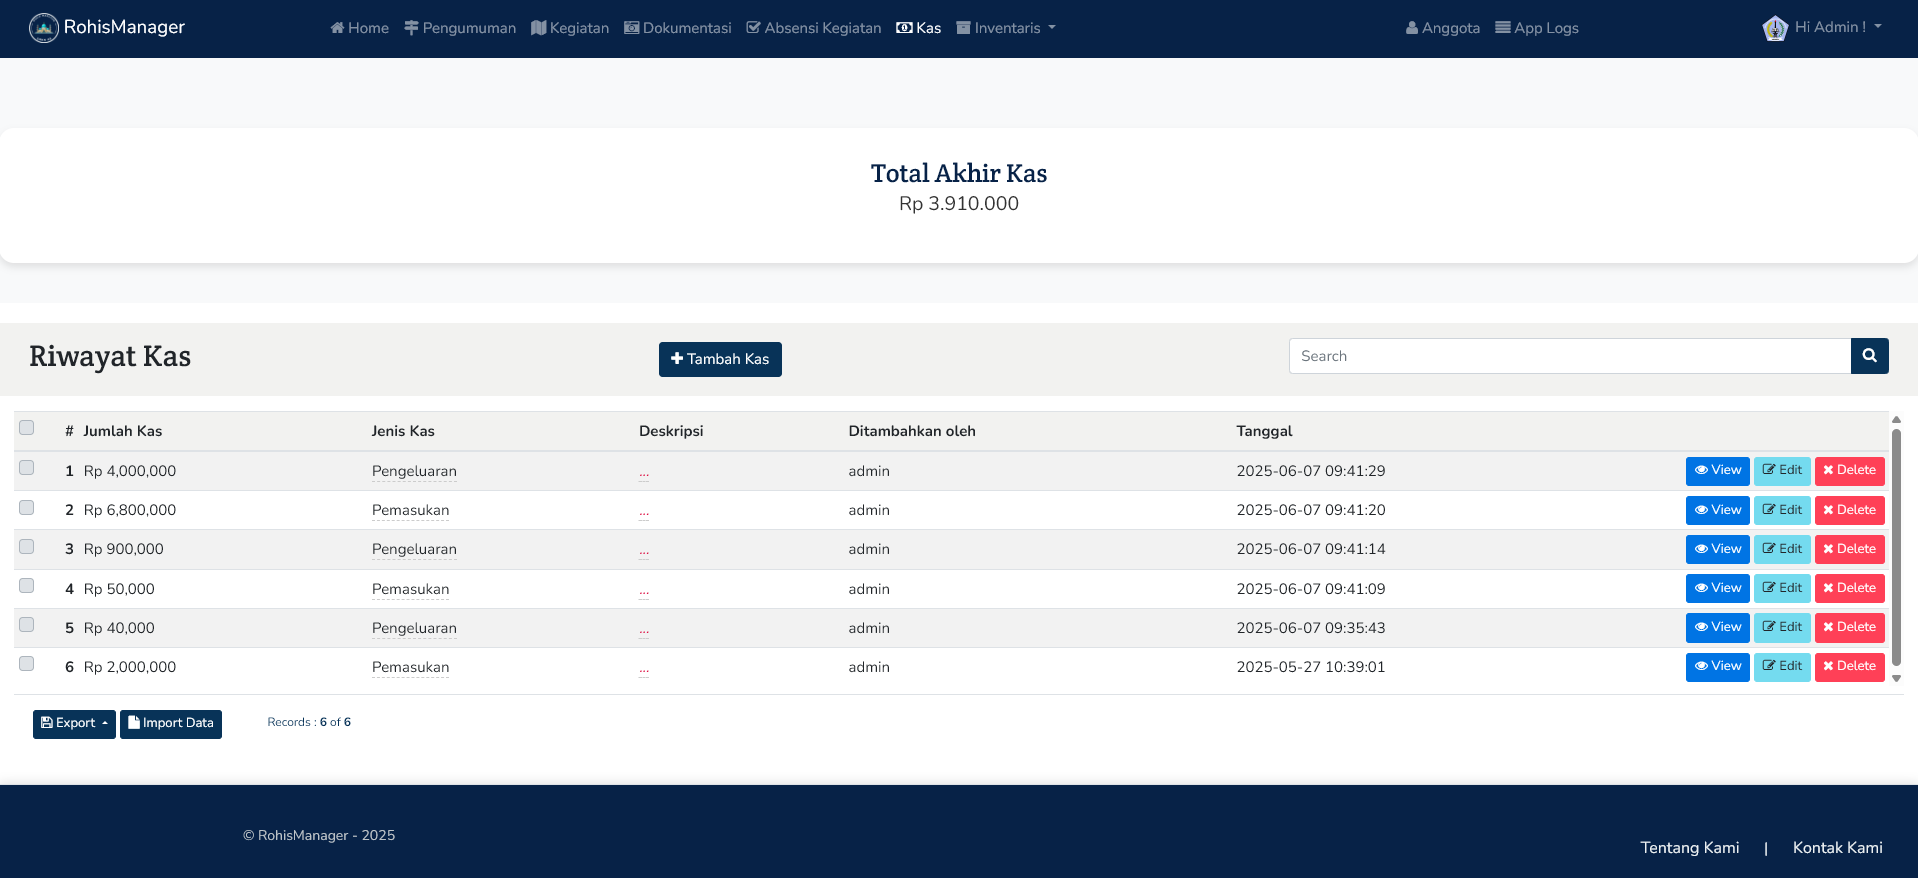 RohisManager Home Pengumuman Kegiatan Dokumentasi Absensi Kegiatan Kas Inventaris Anggota App Logs Hi Admin !
Total Akhir Kas
Rp 3.910.000
Riwayat Kas + Tambah Kas Search
# Jumlah Kas Jenis Kas Deskripsi Ditambahkan oleh Tanggal
1 Rp 4,000,000 Pengeluaran ... admin 2025-06-07 09:41:29 View Edit Delete
2 Rp 6,800,000 Pemasukan ... admin 2025-06-07 09:41:20 View Edit Delete
3 Rp 900,000 Pengeluaran ... admin 2025-06-07 09:41:14 View Edit Delete
4 Rp 50,000 Pemasukan ... admin 2025-06-07 09:41:09 View Edit Delete
5 Rp 40,000 Pengeluaran ... admin 2025-06-07 09:35:43 View Edit Delete
6 Rp 2,000,000 Pemasukan ... admin 2025-05-27 10:39:01 View Edit Delete
Export Import Data Records : 6 of 6
© RohisManager - 2025
Tentang Kami | Kontak Kami